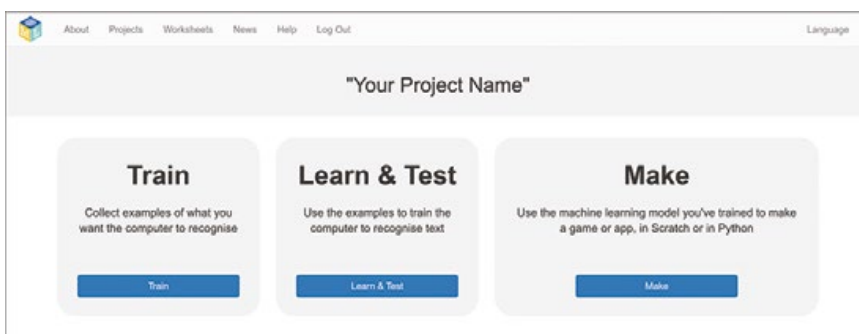 About Projects Worksheets News Help Log Out Language
"Your Project Name"
Train
Collect examples of what you
want the computer to recognise
Train
Learn & Test
Use the examples to train the
computer to recognise text
Learn & Test
Make
Use the machine learning model you've trained to make
a game or app, in Scratch or in Python
Make